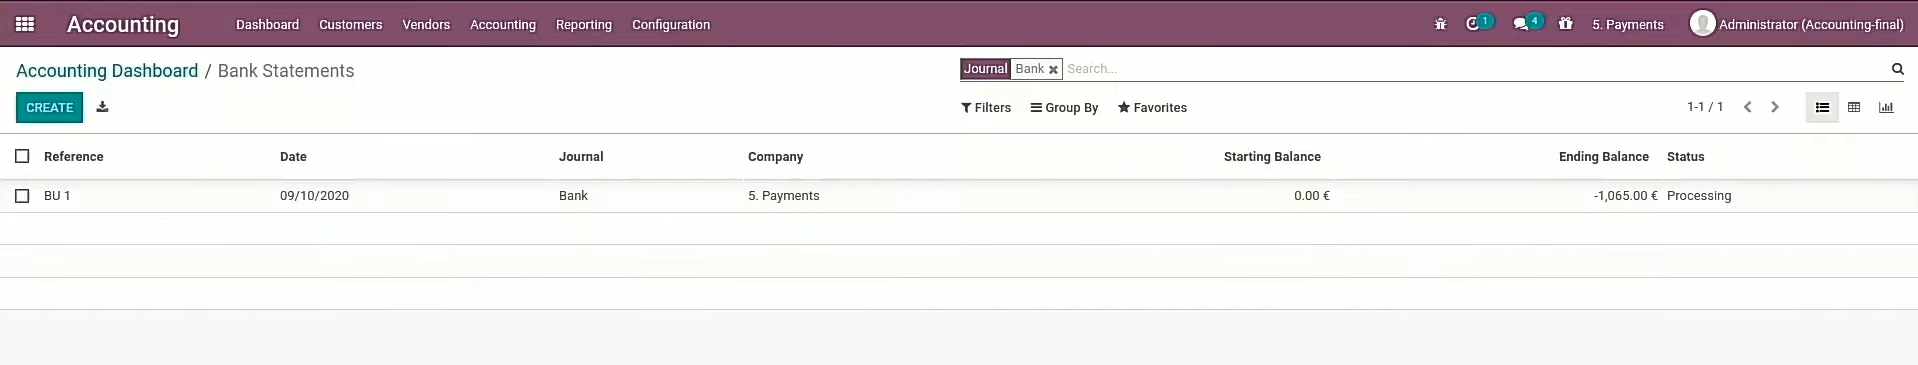 Accounting Dashboard Customers Vendors Accounting Reporting Configuration 1 4 5. Payments Administrator (Accounting-final)
Accounting Dashboard / Bank Statements Journal Bank Search...
CREATE Filters Group By Favorites 1-1 / 1
Reference Date Journal Company Starting Balance Ending Balance Status
BU 1 09/10/2020 Bank 5. Payments 0.00 € -1,065.00 € Processing